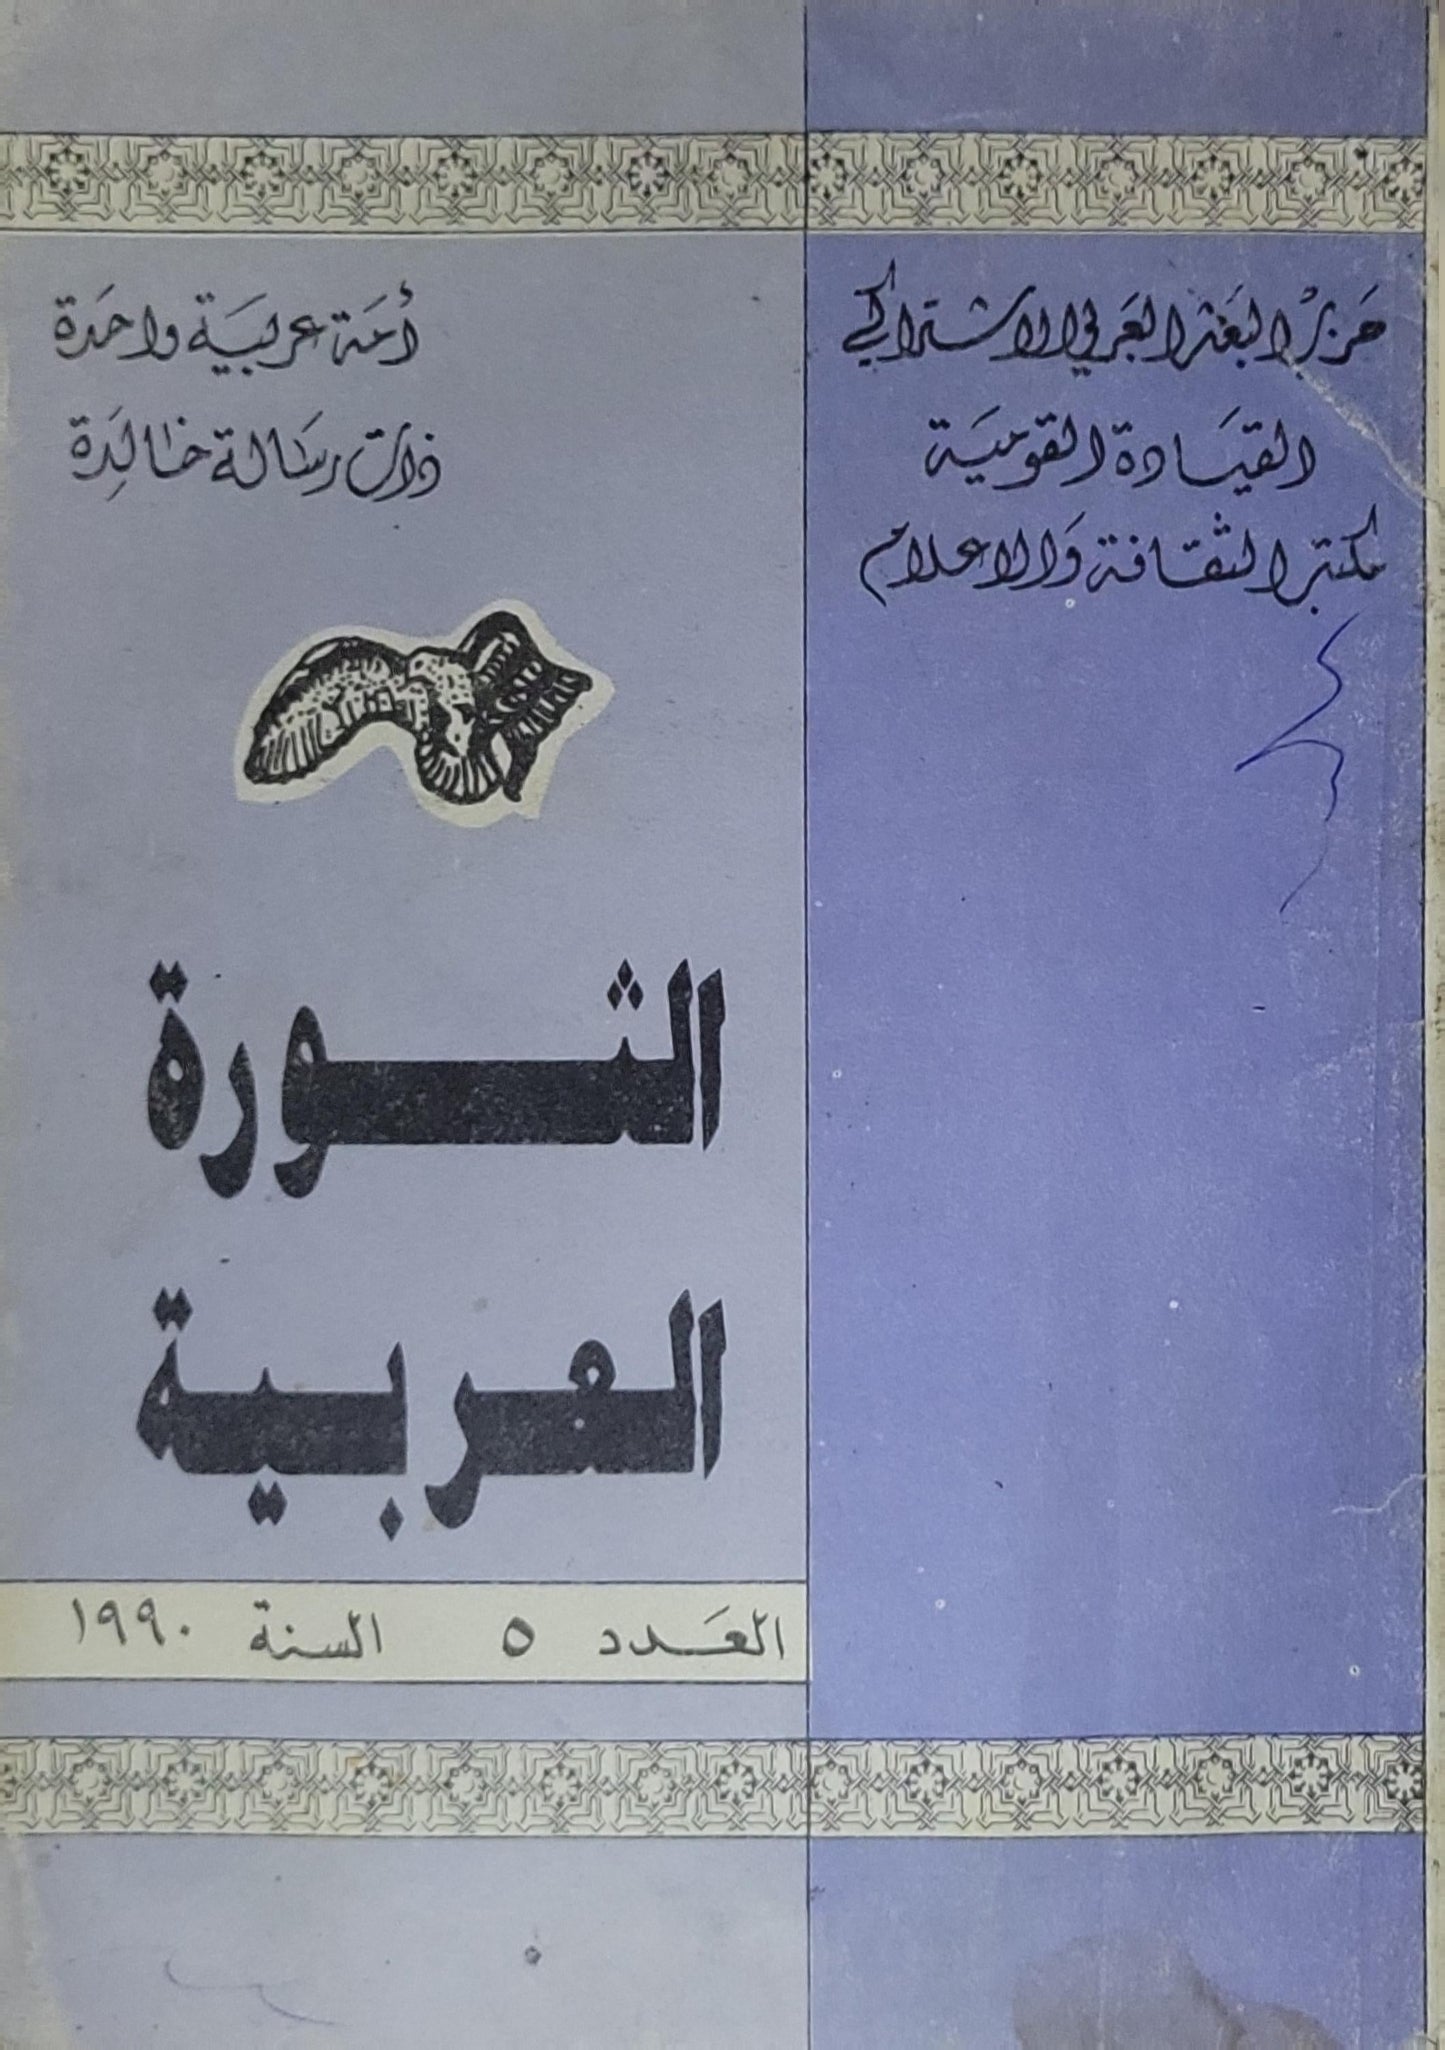 حزب البعث العربي الاشتراكي
القيادة القومية
مكتب الثقافة والاعلام
أمة عربية واحدة
ذات رسالة خالدة
الثورة
العربية
العدد ٥ السنة ١٩٩٠